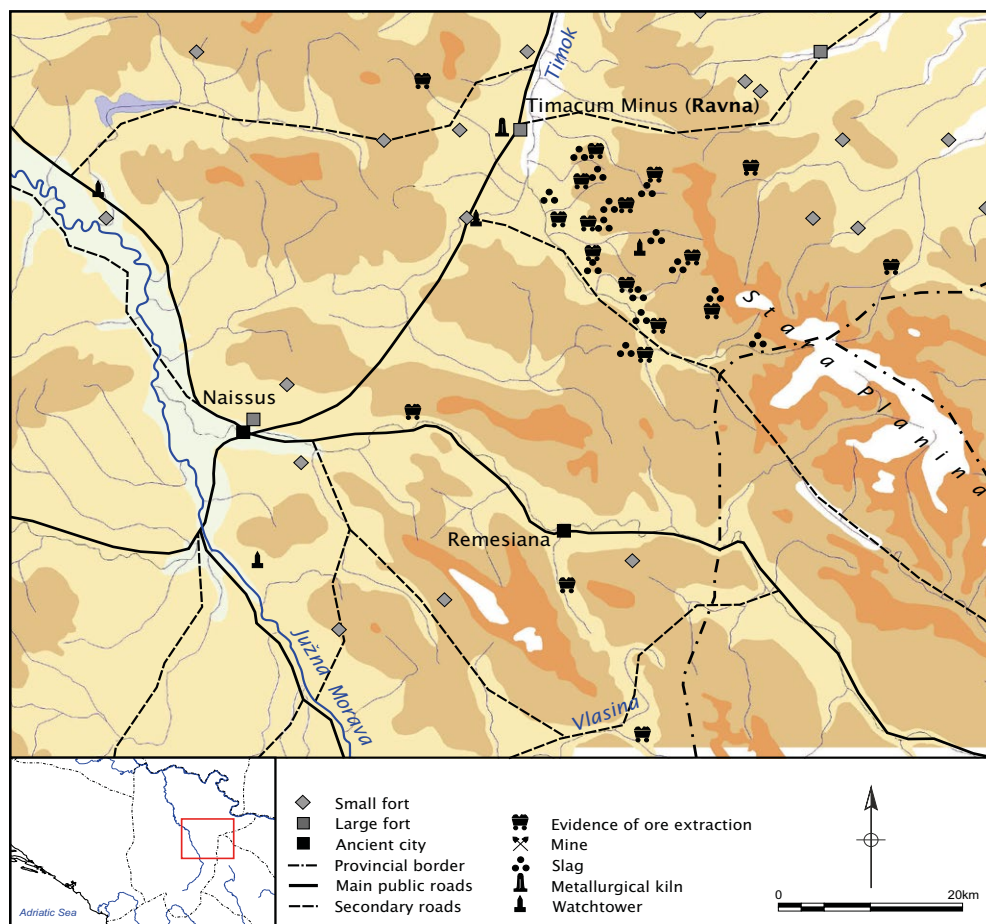 Timok
Timacum Minus (Ravna)
Stara Planina
Naissus
Remesiana
Južna Morava
Vlasina
Small fort
Large fort
Ancient city
Provincial border
Main public roads
Secondary roads
Evidence of ore extraction
Mine
Slag
Metallurgical kiln
Watchtower
0 20km
Adriatic Sea